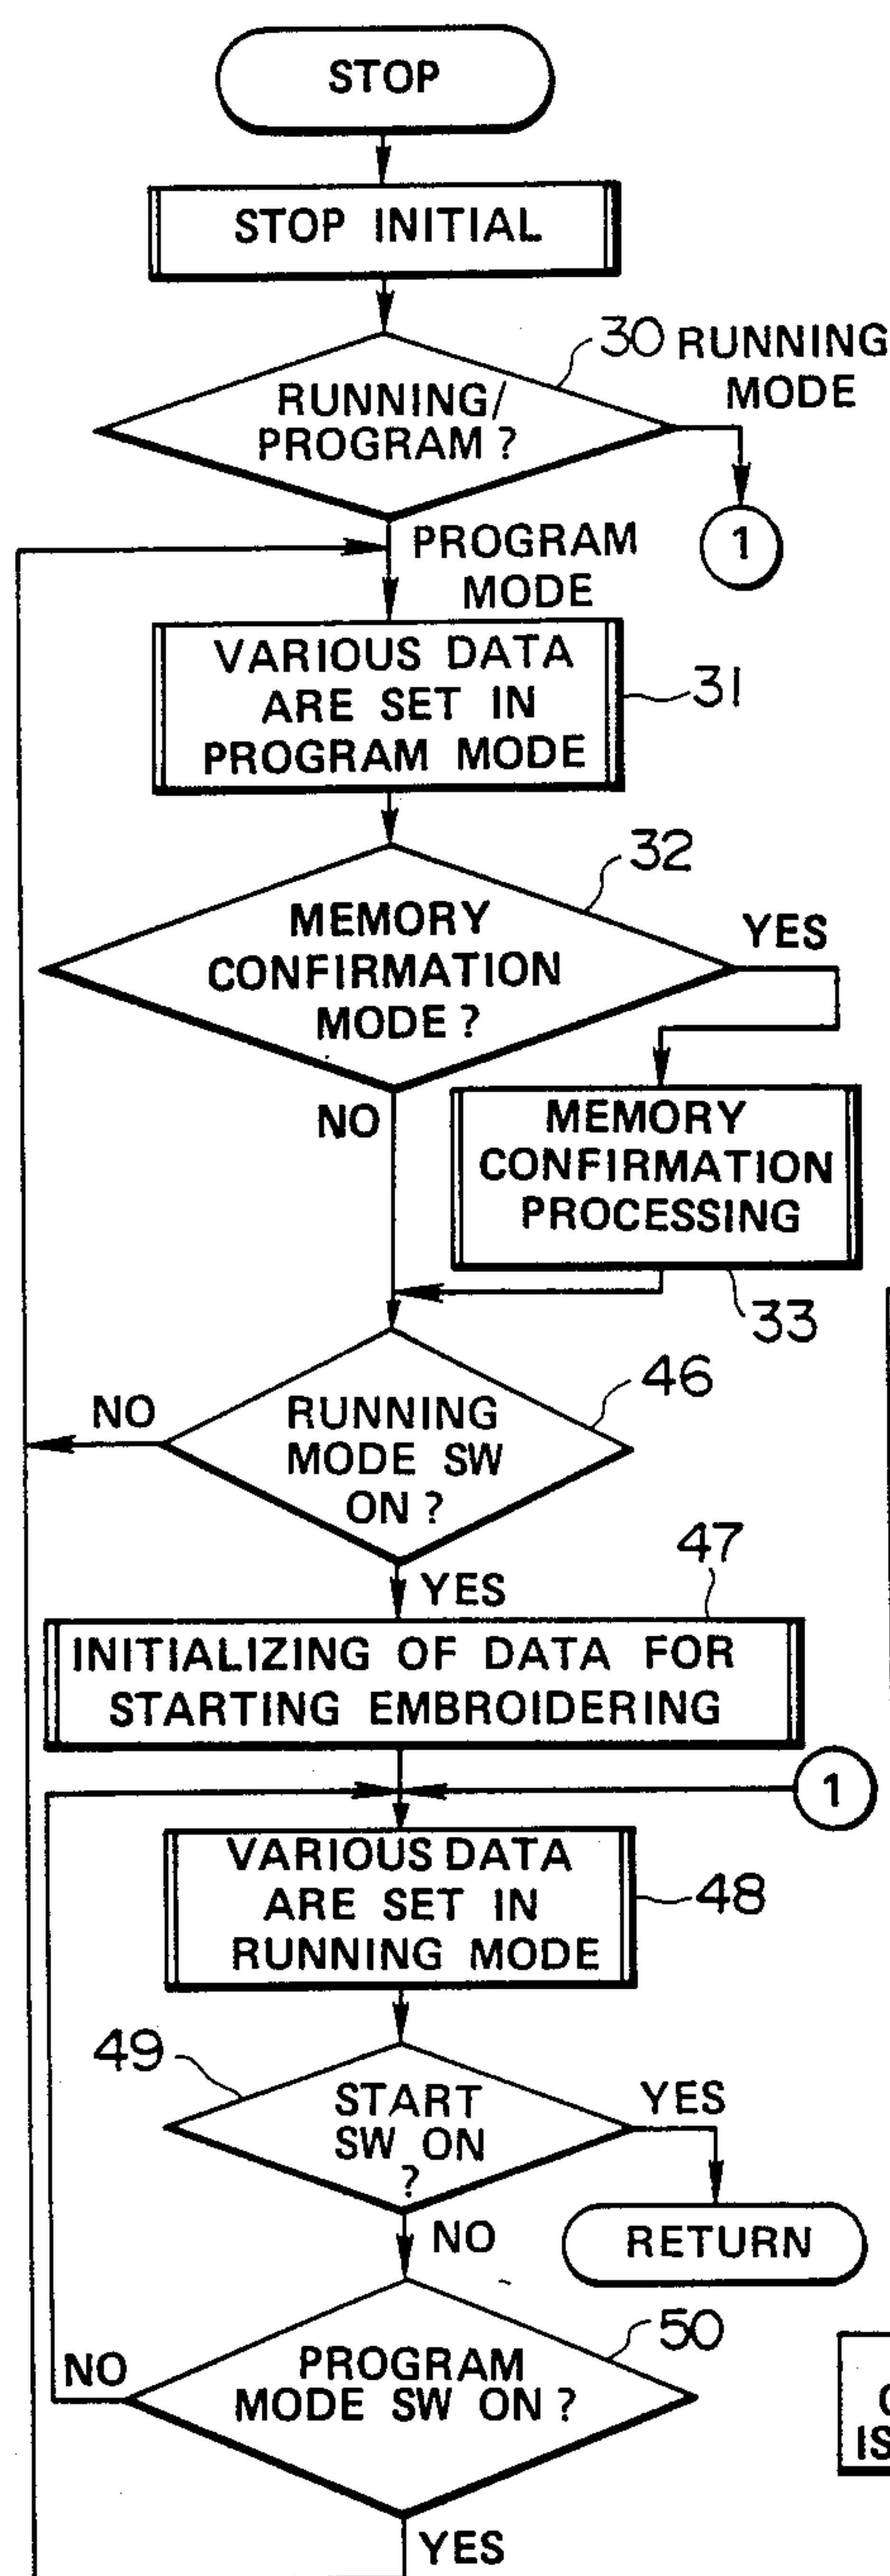 STOP
STOP INITIAL
30
RUNNING
MODE
RUNNING/
PROGRAM ?
1
PROGRAM
MODE
VARIOUS DATA
ARE SET IN
PROGRAM MODE
31
32
MEMORY
CONFIRMATION
MODE ?
YES
NO
MEMORY
CONFIRMATION
PROCESSING
33
46
NO
RUNNING
MODE SW
ON ?
47
YES
INITIALIZING OF DATA FOR
STARTING EMBROIDERING
1
VARIOUS DATA
ARE SET IN
RUNNING MODE
48
49
START
SW ON
?
YES
NO
RETURN
50
NO
PROGRAM
MODE SW ON ?
IS
YES